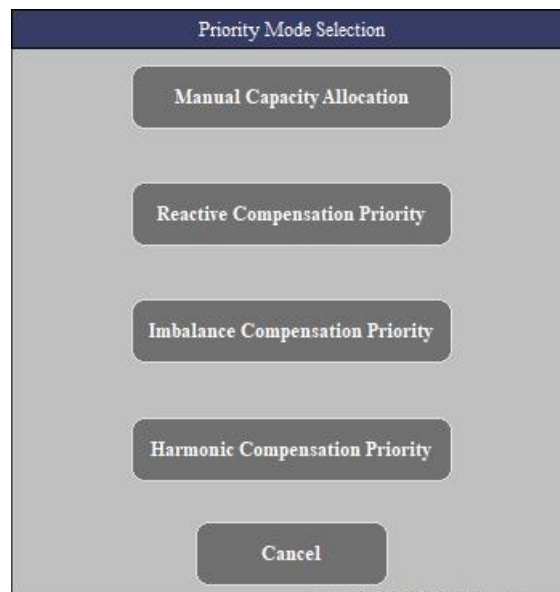 Priority Mode Selection
Manual Capacity Allocation
Reactive Compensation Priority
Imbalance Compensation Priority
Harmonic Compensation Priority
Cancel